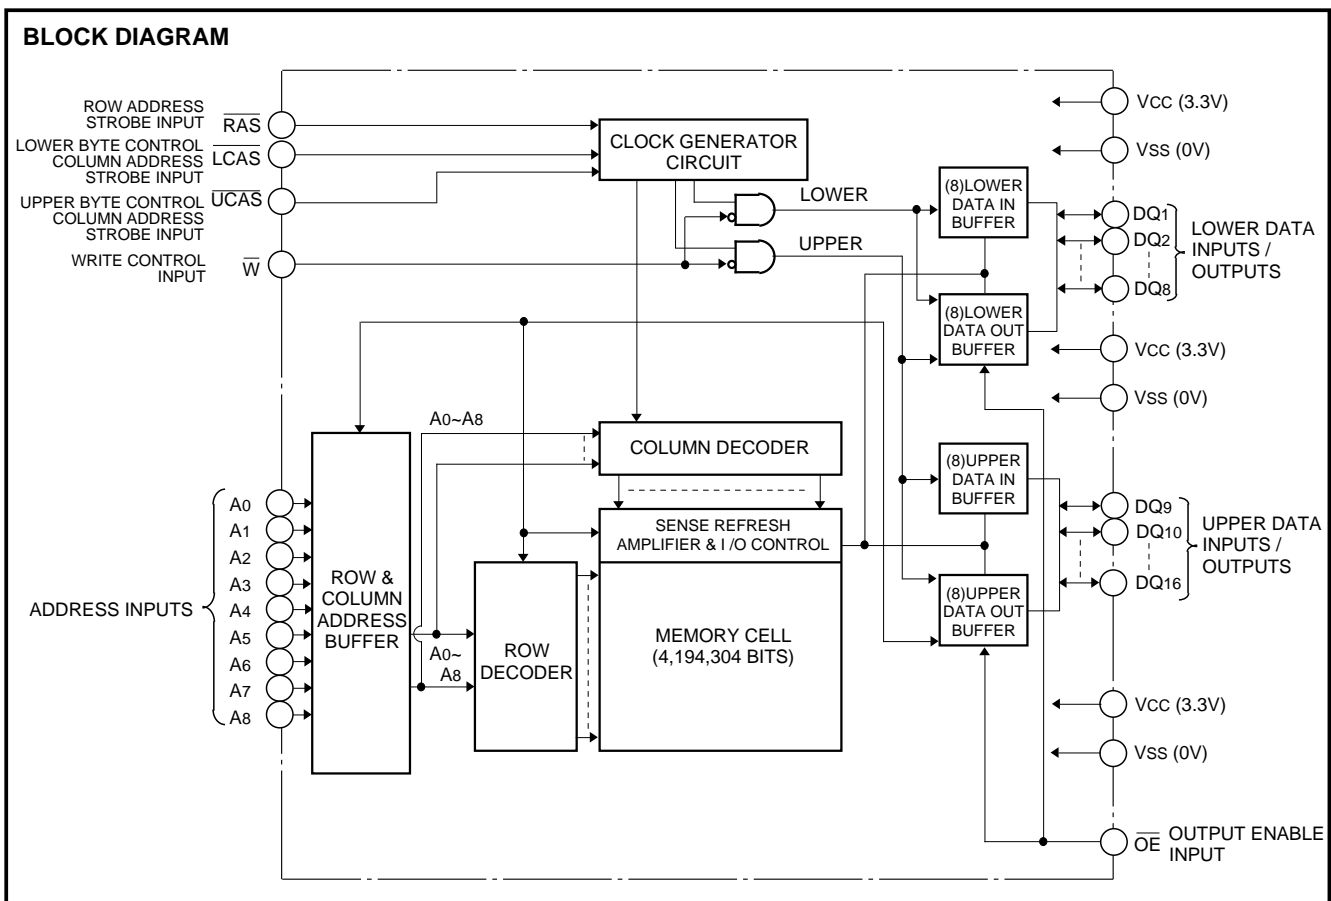 BLOCK DIAGRAM
ROW ADDRESS
STROBE INPUT
RAS
LOWER BYTE CONTROL
COLUMN ADDRESS
STROBE INPUT
LCAS
UPPER BYTE CONTROL
COLUMN ADDRESS
STROBE INPUT
UCAS
WRITE CONTROL
INPUT
W
CLOCK GENERATOR
CIRCUIT
LOWER
UPPER
(8)LOWER
DATA IN
BUFFER
(8)LOWER
DATA OUT
BUFFER
VCC (3.3V)
VSS (0V)
DQ1
DQ2
DQ8
LOWER DATA
INPUTS /
OUTPUTS
VCC (3.3V)
VSS (0V)
A0~A8
COLUMN DECODER
SENSE REFRESH
AMPLIFIER & I /O CONTROL
MEMORY CELL
(4,194,304 BITS)
(8)UPPER
DATA IN
BUFFER
(8)UPPER
DATA OUT
BUFFER
DQ9
DQ10
DQ16
UPPER DATA
INPUTS /
OUTPUTS
ADDRESS INPUTS
A0
A1
A2
A3
A4
A5
A6
A7
A8
ROW &
COLUMN
ADDRESS
BUFFER
A0~
A8
ROW
DECODER
VCC (3.3V)
VSS (0V)
OE
OUTPUT ENABLE
INPUT